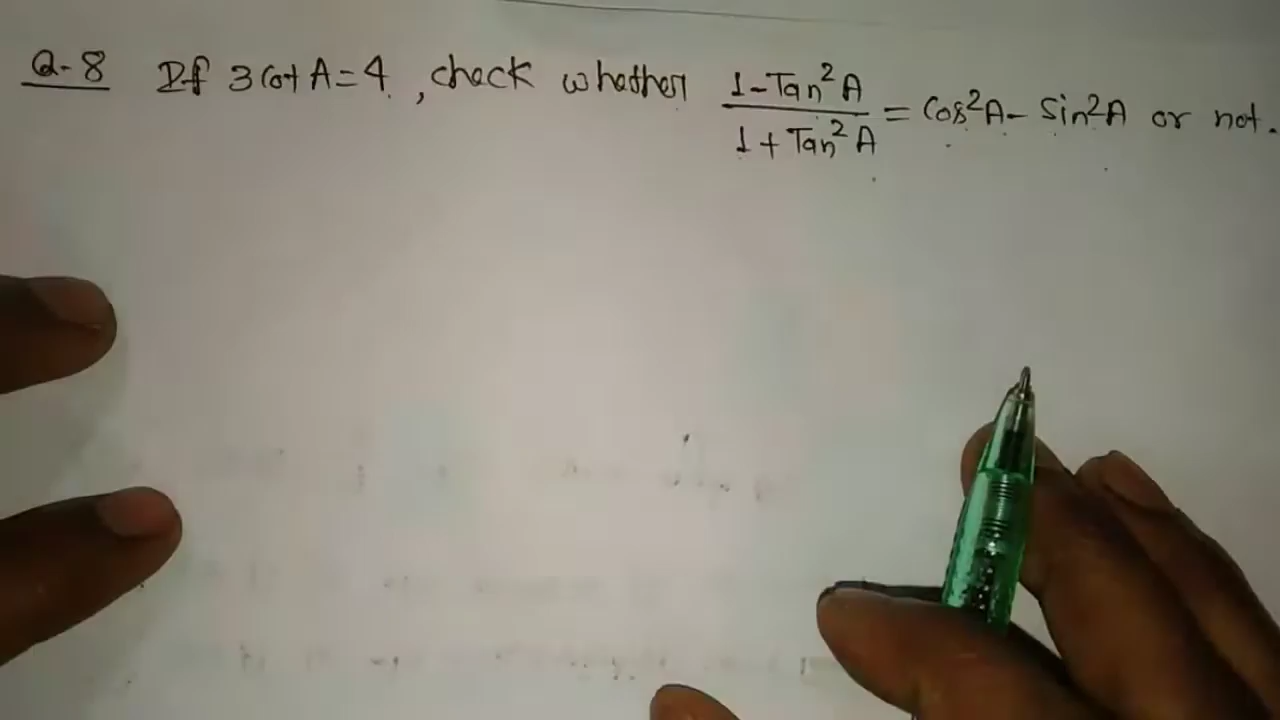 Q-8 If 3 Cot A = 4, check whether (1 - Tan²A)/(1 + Tan²A) = Cos²A - Sin²A or not.